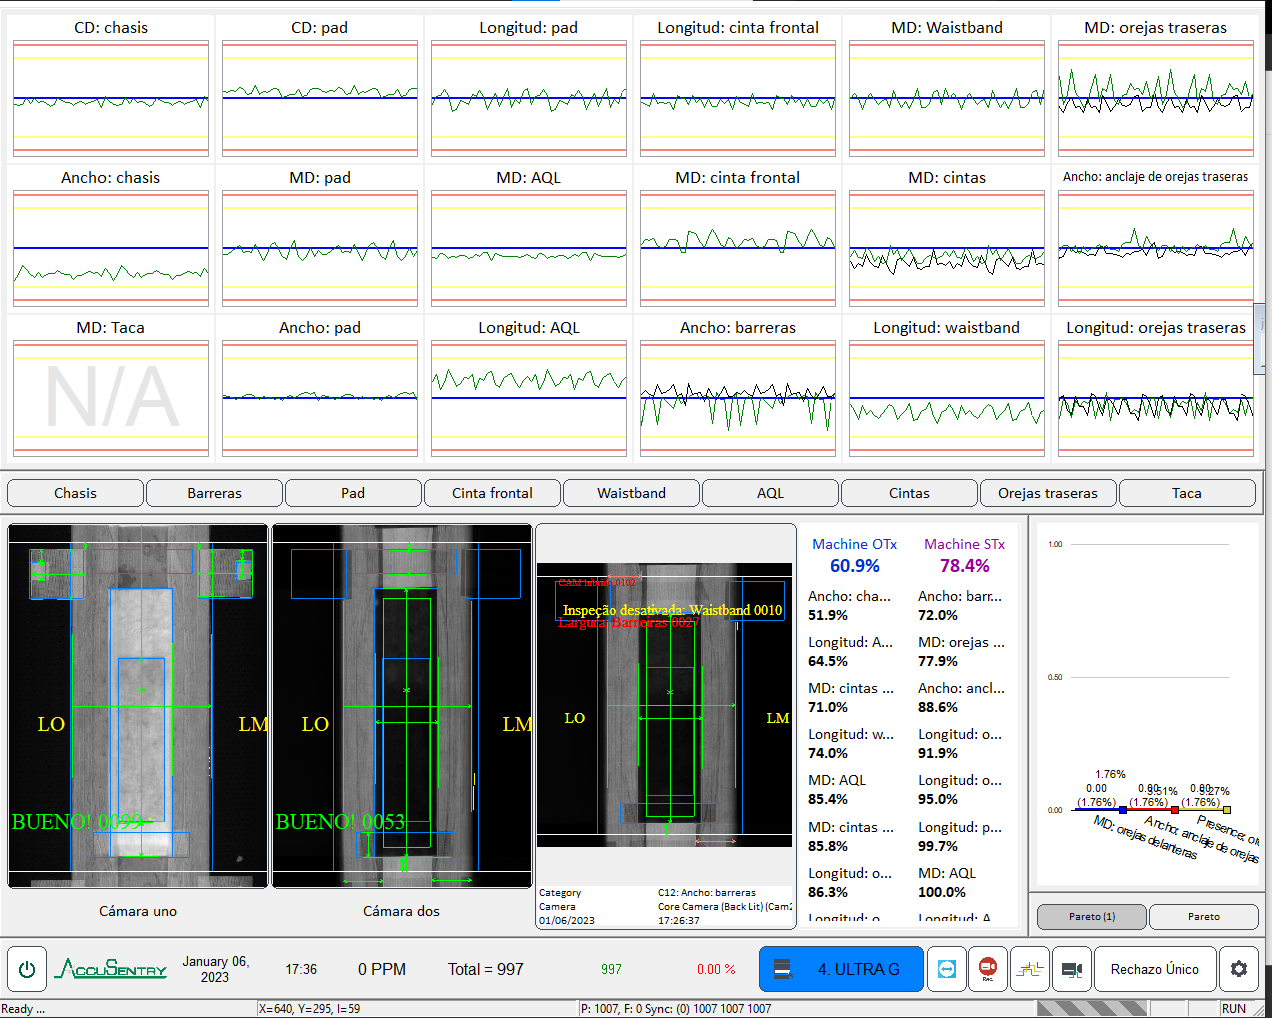 CD: chasis
CD: pad
Longitud: pad
Longitud: cinta frontal
MD: Waistband
MD: orejas traseras
Ancho: chasis
MD: pad
MD: AQL
MD: cinta frontal
MD: cintas
Ancho: anclaje de orejas traseras
MD: Taca
Ancho: pad
Longitud: AQL
Ancho: barreras
Longitud: waistband
Longitud: orejas traseras
N/A
Chasis
Barreras
Pad
Cinta frontal
Waistband
AQL
Cintas
Orejas traseras
Taca
LO
LM
BUENO! 0099
Cámara uno
LO
LM
BUENO! 0053
Cámara dos
Inspeção desativada: Waistband 0010
Largura: Barreiras 0027
LO
LM
Category
C12: Ancho: barreras
Camera
Core Camera (Back Lit) (Cam2
01/06/2023
17:26:37
Machine OTx
Machine STx
60.9%
78.4%
Ancho: cha...
Ancho: barr...
51.9%
72.0%
Longitud: A...
MD: orejas ...
64.5%
77.9%
MD: cintas ...
Ancho: ancl...
71.0%
88.6%
Longitud: w...
Longitud: o...
74.0%
91.9%
MD: AQL
Longitud: o...
85.4%
95.0%
MD: cintas ...
Longitud: p...
85.8%
99.7%
Longitud: o...
MD: AQL
86.3%
100.0%
Longitud: o
Longitud: A
1.00
0.50
0.00
1.76%
0.00
(1.76%)
0.00
3.51%
(1.76%)
0.00
5.27%
(1.76%)
MD: orejas delanteras
Ancho: anclaje de orejas
Presence: ore
Pareto (1)
Pareto
ACCUSENTRY
January 06,
2023
17:36
0 PPM
Total = 997
997
0.00 %
4. ULTRA G
Rec.
Rechazo Único
Ready ...
X=640, Y=295, I=59
P: 1007, F: 0 Sync: (0) 1007 1007 1007
RUN